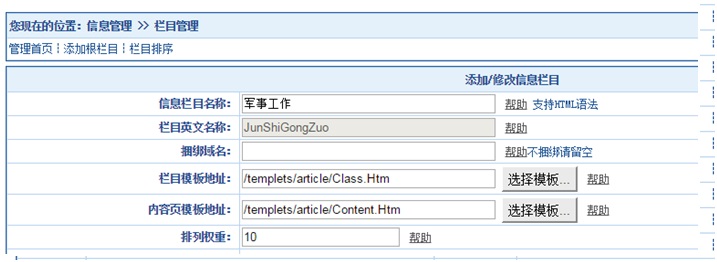 您现在的位置：信息管理 >> 栏目管理
管理首页┆添加根栏目┆栏目排序
添加/修改信息栏目
信息栏目名称： 军事工作 帮助 支持HTML语法
栏目英文名称： JunShiGongZuo 帮助
捆绑域名： 帮助不捆绑请留空
栏目模板地址： /templets/article/Class.Htm 选择模板... 帮助
内容页模板地址： /templets/article/Content.Htm 选择模板... 帮助
排列权重： 10 帮助